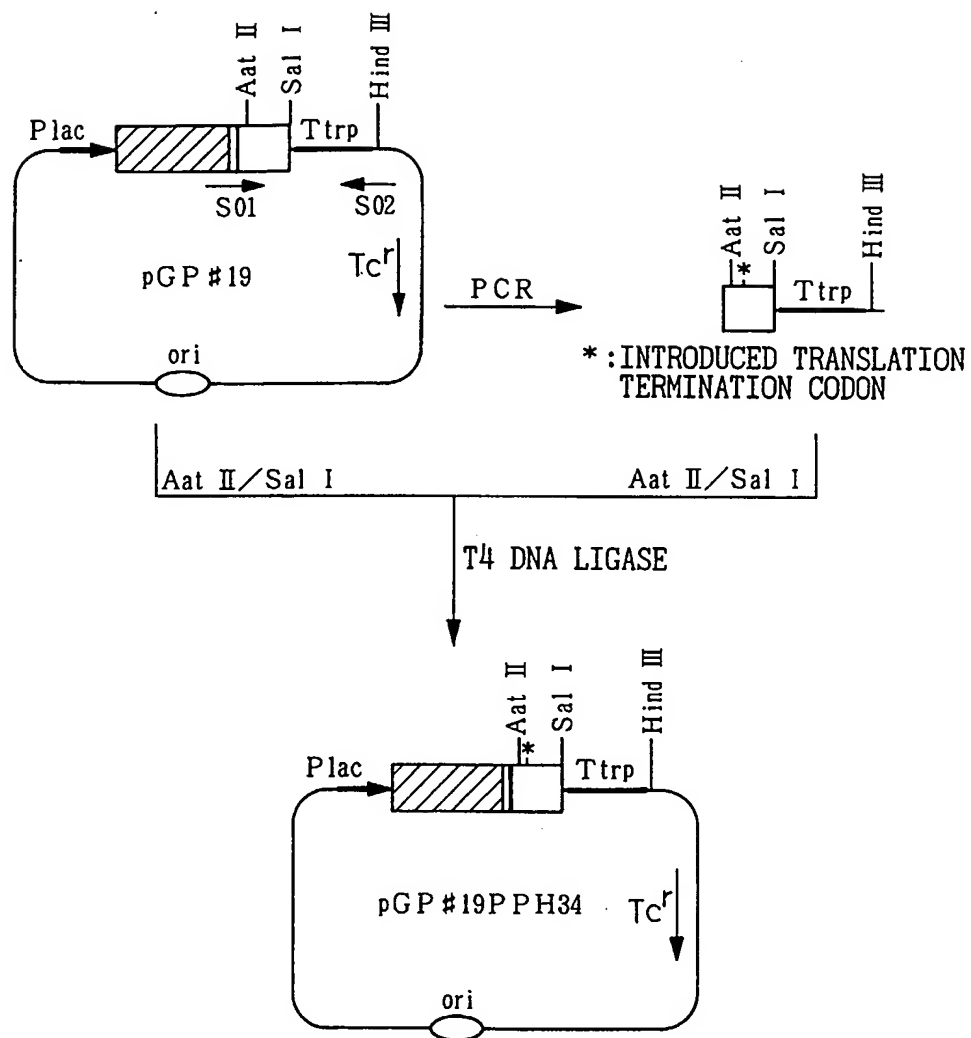 Aat Ⅱ
Sal I
Hind Ⅲ
Plac
Ttrp
S01
S02
pGP#19
Tcr
ori
PCR
Aat Ⅱ
*
Sal I
Ttrp
Hind Ⅲ
*:INTRODUCED TRANSLATION
TERMINATION CODON
Aat Ⅱ/Sal I
Aat Ⅱ/Sal I
T4 DNA LIGASE
Aat Ⅱ
*
Sal I
Hind Ⅲ
Plac
Ttrp
pGP#19PPH34
Tcr
ori